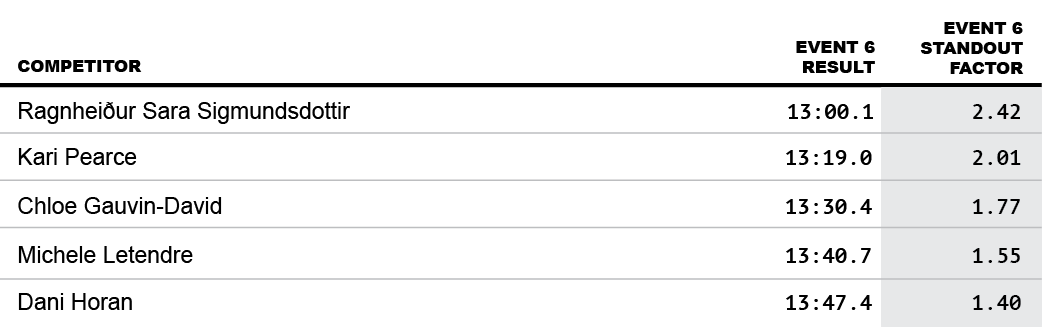 COMPETITOR EVENT 6 RESULT EVENT 6 STANDOUT FACTOR
Ragnheiður Sara Sigmundsdottir 13:00.1 2.42
Kari Pearce 13:19.0 2.01
Chloe Gauvin-David 13:30.4 1.77
Michele Letendre 13:40.7 1.55
Dani Horan 13:47.4 1.40